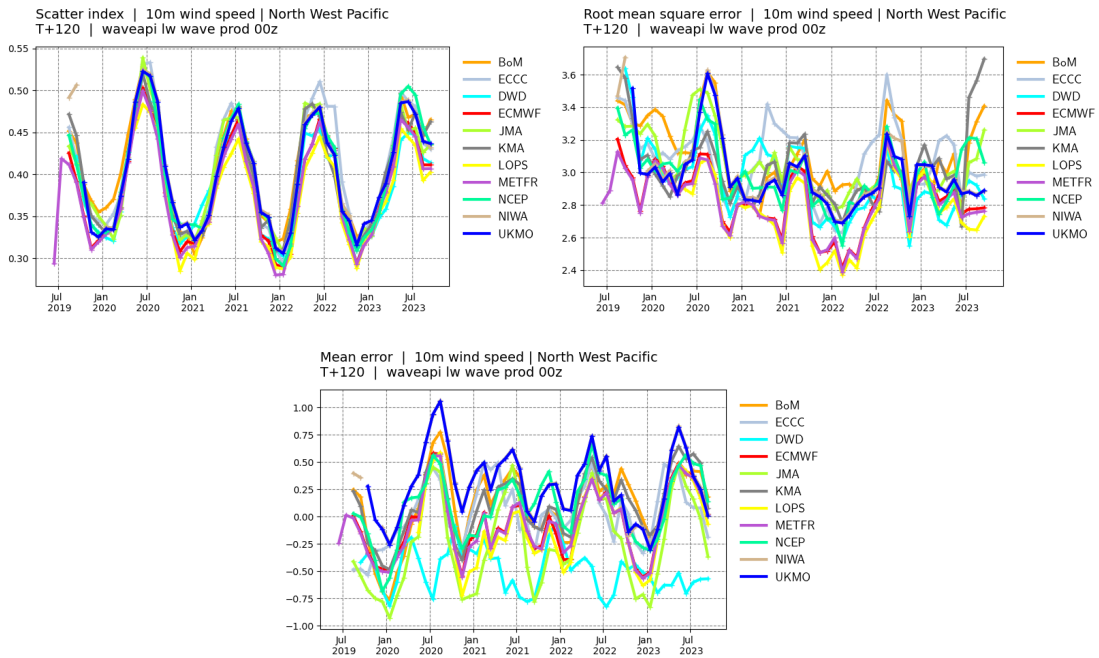 Scatter index | 10m wind speed | North West Pacific
T+120 | waveapi lw wave prod 00z
0.55
0.50
0.45
0.40
0.35
0.30
Jul 2019
Jan 2020
Jul 2020
Jan 2021
Jul 2021
Jan 2022
Jul 2022
Jan 2023
Jul 2023
BoM
ECCC
DWD
ECMWF
JMA
KMA
LOPS
METFR
NCEP
NIWA
UKMO
Root mean square error | 10m wind speed | North West Pacific
T+120 | waveapi lw wave prod 00z
3.6
3.4
3.2
3.0
2.8
2.6
2.4
Jul 2019
Jan 2020
Jul 2020
Jan 2021
Jul 2021
Jan 2022
Jul 2022
Jan 2023
Jul 2023
BoM
ECCC
DWD
ECMWF
JMA
KMA
LOPS
METFR
NCEP
NIWA
UKMO
Mean error | 10m wind speed | North West Pacific
T+120 | waveapi lw wave prod 00z
1.00
0.75
0.50
0.25
0.00
−0.25
−0.50
−0.75
−1.00
Jul 2019
Jan 2020
Jul 2020
Jan 2021
Jul 2021
Jan 2022
Jul 2022
Jan 2023
Jul 2023
BoM
ECCC
DWD
ECMWF
JMA
KMA
LOPS
METFR
NCEP
NIWA
UKMO